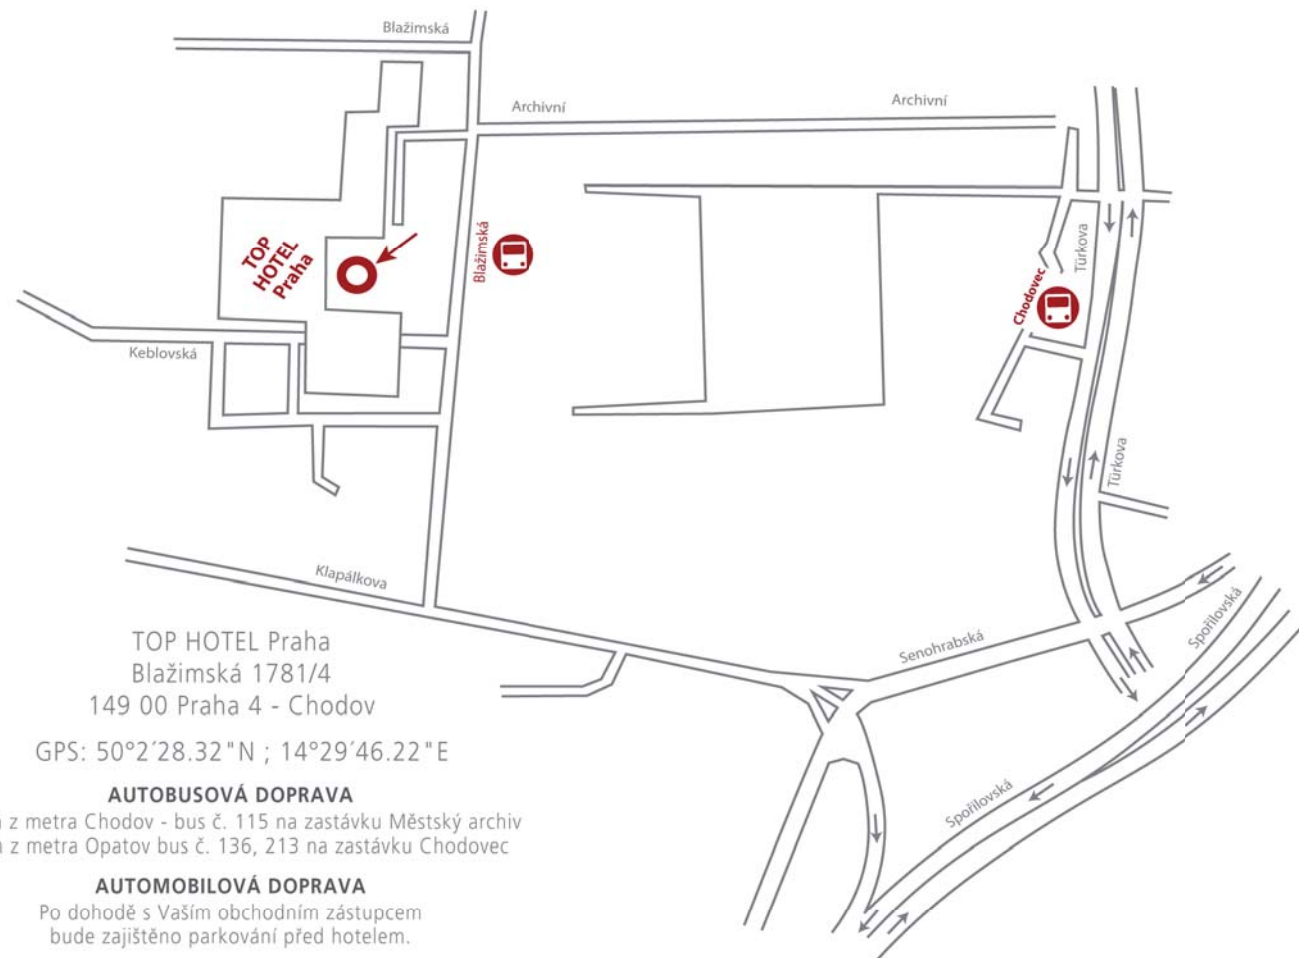 Blažimská
Archivní
Archivní
Blažimská
Türkova
TOP
HOTEL
Praha
Chodovec
Keblovská
Türkova
Klapálkova
Senohrabská
Spořilovská
Spořilovská
TOP HOTEL Praha
Blažimská 1781/4
149 00 Praha 4 - Chodov
GPS: 50°2´28.32"N ; 14°29´46.22"E
AUTOBUSOVÁ DOPRAVA
z metra Chodov - bus č. 115 na zastávku Městský archiv
z metra Opatov bus č. 136, 213 na zastávku Chodovec
AUTOMOBILOVÁ DOPRAVA
Po dohodě s Vaším obchodním zástupcem
bude zajištěno parkování před hotelem.